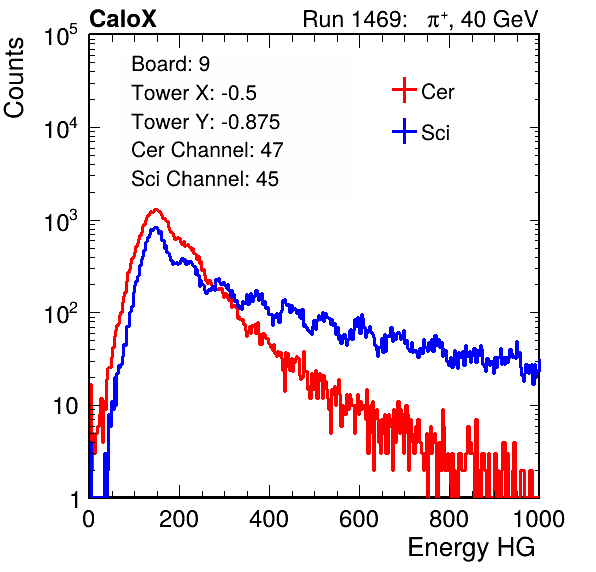 CaloX Run 1469: π⁺, 40 GeV
Counts
Board: 9
Tower X: -0.5
Tower Y: -0.875
Cer Channel: 47
Sci Channel: 45
Cer
Sci
10⁵
10⁴
10³
10²
10
1
0 200 400 600 800 1000
Energy HG